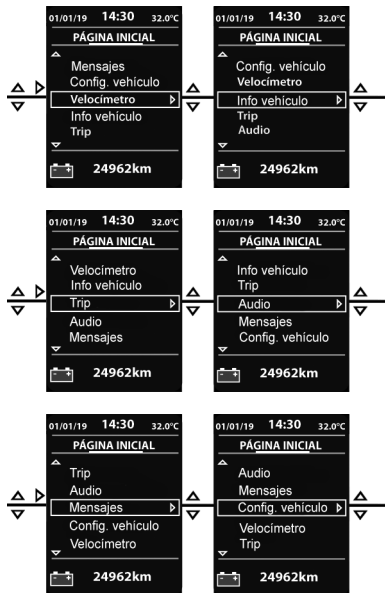 01/01/19 14:30 32.0°C
PÁGINA INICIAL
Mensajes
Config. vehículo
Velocímetro
Info vehículo
Trip
- +
24962km
01/01/19 14:30 32.0°C
PÁGINA INICIAL
Config. vehículo
Velocímetro
Info vehículo
Trip
Audio
- +
24962km
01/01/19 14:30 32.0°C
PÁGINA INICIAL
Velocímetro
Info vehículo
Trip
Audio
Mensajes
- +
24962km
01/01/19 14:30 32.0°C
PÁGINA INICIAL
Info vehículo
Trip
Audio
Mensajes
Config. vehículo
- +
24962km
01/01/19 14:30 32.0°C
PÁGINA INICIAL
Trip
Audio
Mensajes
Config. vehículo
Velocímetro
- +
24962km
01/01/19 14:30 32.0°C
PÁGINA INICIAL
Audio
Mensajes
Config. vehículo
Velocímetro
Trip
- +
24962km